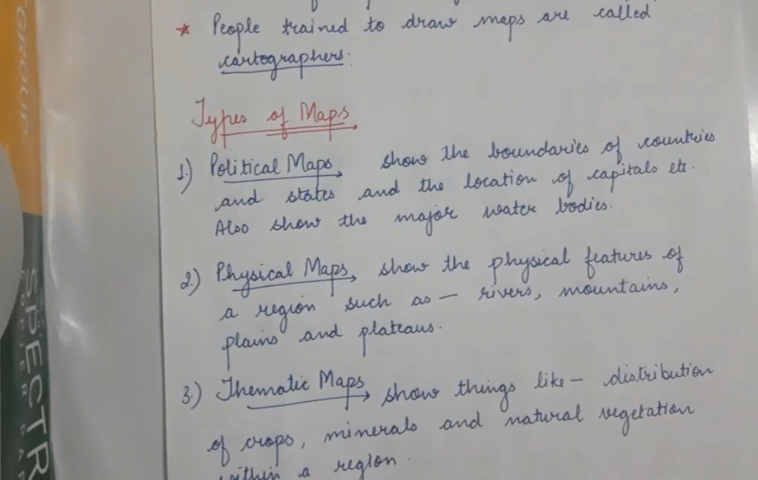 * People trained to draw maps are called
cartographers.
Types of Maps
1.) Political Maps → show the boundaries of countries
and states and the location of capitals etc.
Also show the major water bodies.
2.) Physical Maps → show the physical features of
a region such as — rivers, mountains,
plains and plateaus.
3.) Thematic Maps → show things like — distribution
of crops, minerals and natural vegetation
within a region.
GROUP
SPECTR